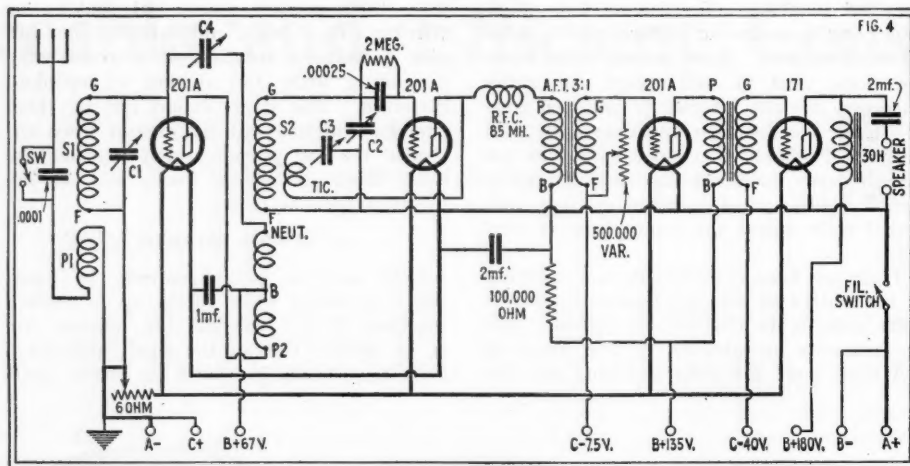 FIG. 4
C4
2 MEG.
.00025
201A
201A
A.F.T. 3:1
201A
171
2mf.
G
G
P
G
P
G
S1
S2
C3
C2
R.F.C.
85 MH.
30H
SPEAKER
SW
C1
TIC.
.0001
F
F
B
F
B
F
P1
NEUT.
500.000
VAR.
2mf.
1mf.
B
100,000
OHM
FIL.
SWITCH
P2
6 OHM
A-
C+
B+67V.
C-7.5V.
B+135V.
C-40V.
B+180V.
B-
A+